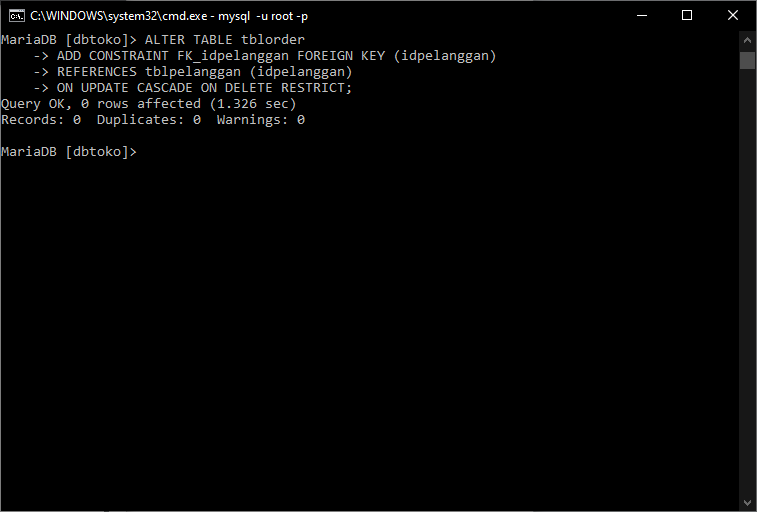 C:\WINDOWS\system32\cmd.exe - mysql  -u root -p
MariaDB [dbtoko]> ALTER TABLE tblorder
    -> ADD CONSTRAINT FK_idpelanggan FOREIGN KEY (idpelanggan)
    -> REFERENCES tblpelanggan (idpelanggan)
    -> ON UPDATE CASCADE ON DELETE RESTRICT;
Query OK, 0 rows affected (1.326 sec)
Records: 0  Duplicates: 0  Warnings: 0
MariaDB [dbtoko]>